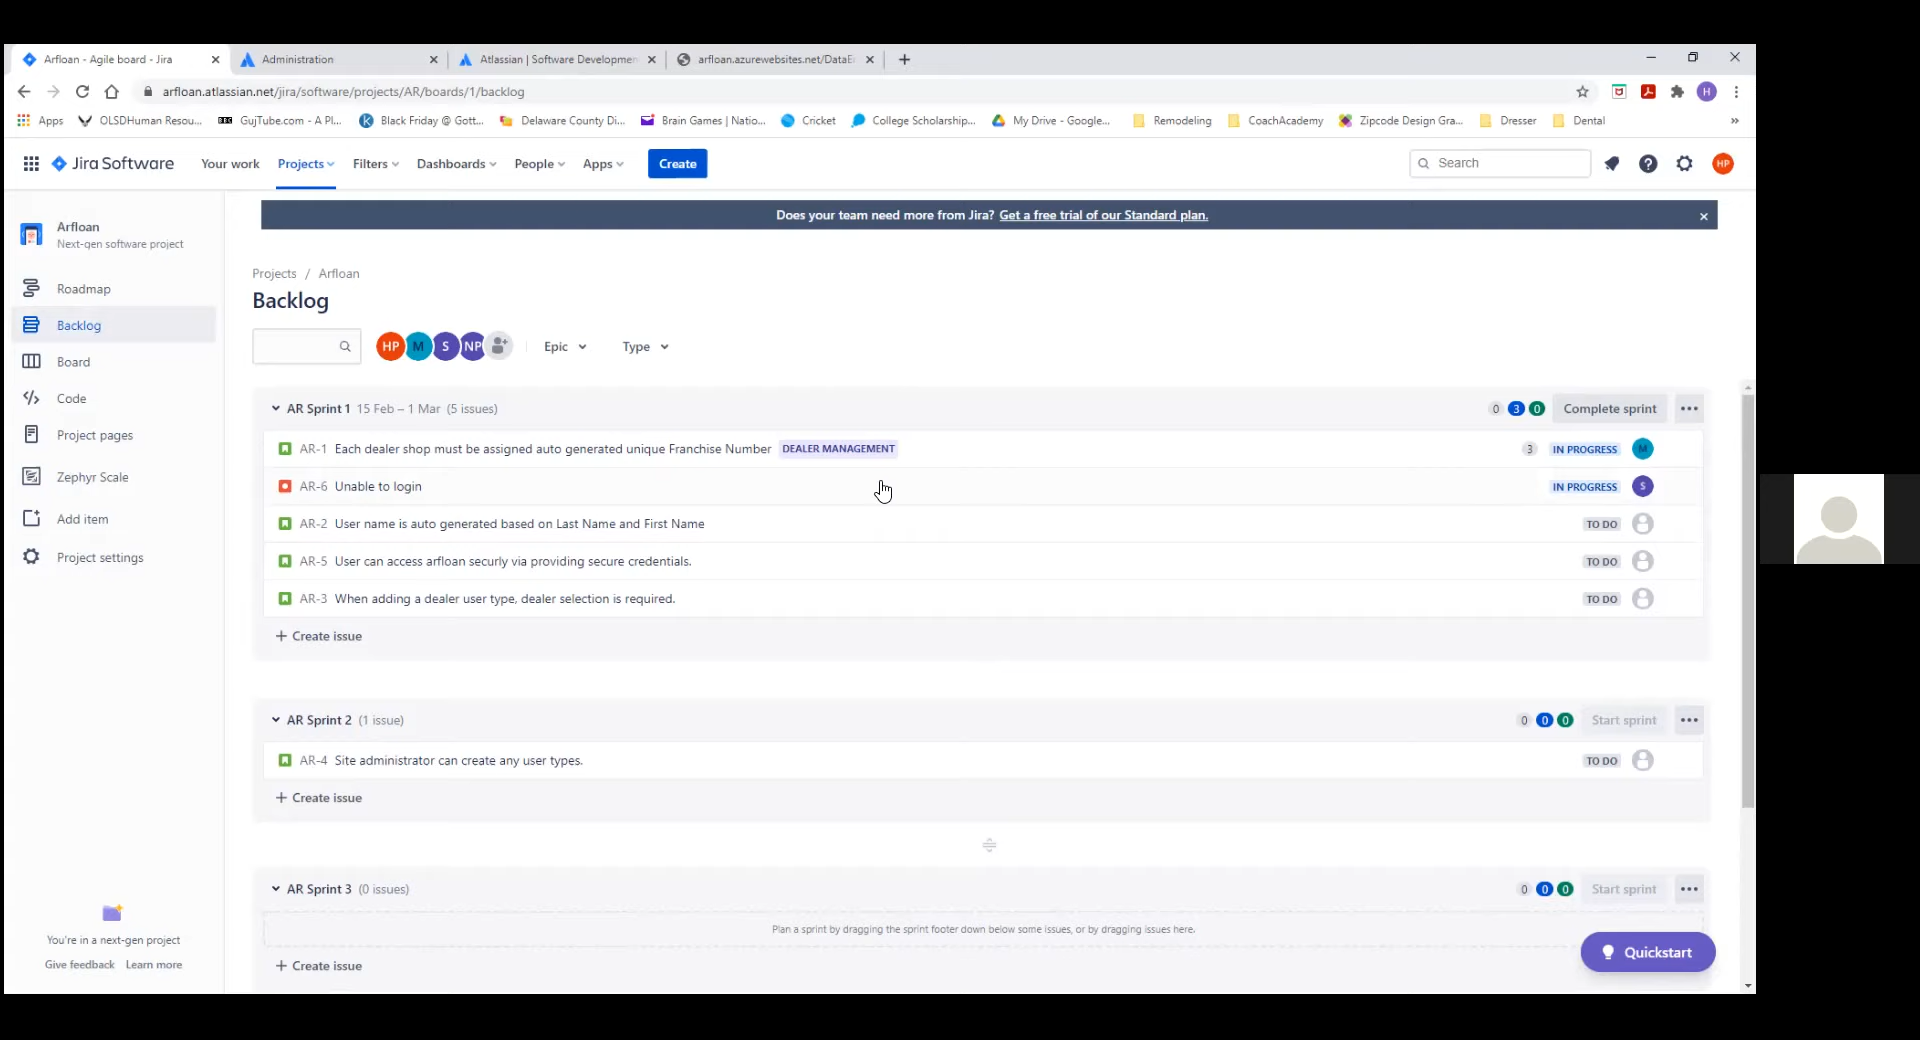 Arfloan - Agile board - Jira
Administration
Atlassian | Software Developmen
arfloan.azurewebsites.net/DataE
arfloan.atlassian.net/jira/software/projects/AR/boards/1/backlog
H
Apps
OLSDHuman Resou...
GujTube.com - A Pl...
Black Friday @ Gott...
Delaware County Di...
Brain Games | Natio...
Cricket
College Scholarship...
My Drive - Google...
Remodeling
CoachAcademy
Zipcode Design Gra...
Dresser
Dental
»
Jira Software
Your work
Projects
Filters
Dashboards
People
Apps
Create
Search
HP
Does your team need more from Jira? Get a free trial of our Standard plan.
Arfloan
Next-gen software project
Roadmap
Backlog
Board
Code
Project pages
Zephyr Scale
Add item
Project settings
You're in a next-gen project
Give feedback Learn more
Projects / Arfloan
Backlog
HP M S NP
Epic
Type
AR Sprint 1 15 Feb – 1 Mar (5 issues) 0 3 0 Complete sprint
AR-1 Each dealer shop must be assigned auto generated unique Franchise Number DEALER MANAGEMENT 3 IN PROGRESS M
AR-6 Unable to login IN PROGRESS S
AR-2 User name is auto generated based on Last Name and First Name TO DO
AR-5 User can access arfloan securly via providing secure credentials. TO DO
AR-3 When adding a dealer user type, dealer selection is required. TO DO
+ Create issue
AR Sprint 2 (1 issue) 0 0 0 Start sprint
AR-4 Site administrator can create any user types. TO DO
+ Create issue
AR Sprint 3 (0 issues) 0 0 0 Start sprint
Plan a sprint by dragging the sprint footer down below some issues, or by dragging issues here.
+ Create issue
Quickstart